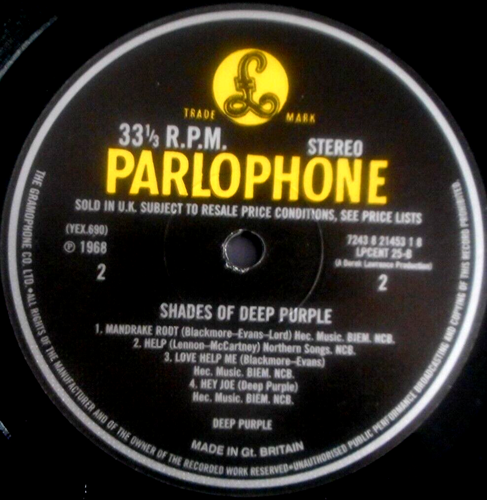 £
TRADE MARK
33⅓ R.P.M. STEREO
PARLOPHONE
SOLD IN U.K. SUBJECT TO RESALE PRICE CONDITIONS, SEE PRICE LISTS
(YEX.690)
℗ 1968
2
7243 8 21453 1 8
LPCENT 25-B
(A Derek Lawrence Production)
2
SHADES OF DEEP PURPLE
1. MANDRAKE ROOT (Blackmore–Evans–Lord) Hec. Music. BIEM. NCB.
2. HELP (Lennon–McCartney) Northern Songs. NCB.
3. LOVE HELP ME (Blackmore–Evans)
Hec. Music. BIEM. NCB.
4. HEY JOE (Deep Purple)
Hec. Music. BIEM. NCB.
DEEP PURPLE
MADE IN Gt. BRITAIN
THE GRAMOPHONE CO. LTD. • ALL RIGHTS OF THE MANUFACTURER AND OF THE OWNER OF THE RECORDED WORK RESERVED • UNAUTHORISED PUBLIC PERFORMANCE BROADCASTING AND COPYING OF THIS RECORD PROHIBITED